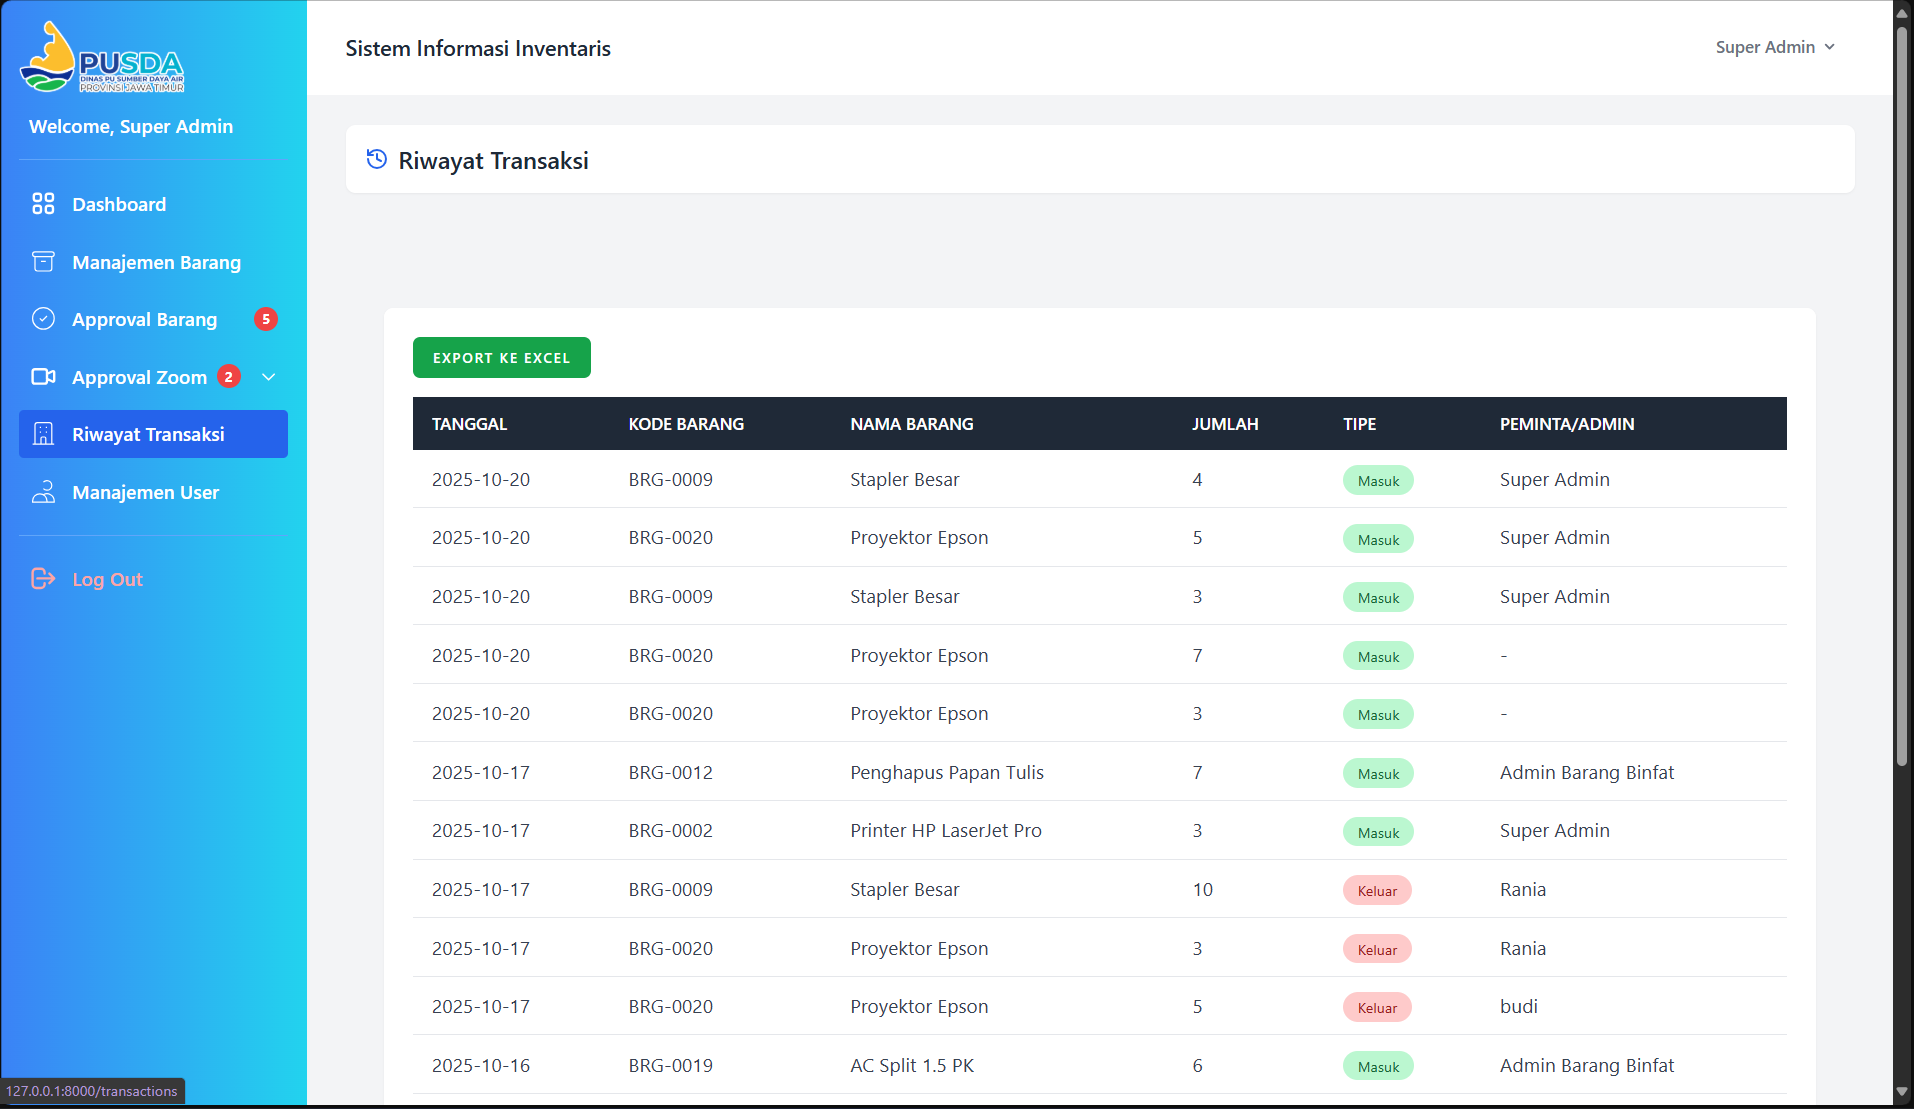 PUSDA
DINAS PU SUMBER DAYA AIR
PROVINSI JAWA TIMUR
Welcome, Super Admin
Dashboard
Manajemen Barang
Approval Barang 5
Approval Zoom 2
Riwayat Transaksi
Manajemen User
Log Out
Sistem Informasi Inventaris
Super Admin
Riwayat Transaksi
EXPORT KE EXCEL
TANGGAL KODE BARANG NAMA BARANG JUMLAH TIPE PEMINTA/ADMIN
2025-10-20 BRG-0009 Stapler Besar 4 Masuk Super Admin
2025-10-20 BRG-0020 Proyektor Epson 5 Masuk Super Admin
2025-10-20 BRG-0009 Stapler Besar 3 Masuk Super Admin
2025-10-20 BRG-0020 Proyektor Epson 7 Masuk -
2025-10-20 BRG-0020 Proyektor Epson 3 Masuk -
2025-10-17 BRG-0012 Penghapus Papan Tulis 7 Masuk Admin Barang Binfat
2025-10-17 BRG-0002 Printer HP LaserJet Pro 3 Masuk Super Admin
2025-10-17 BRG-0009 Stapler Besar 10 Keluar Rania
2025-10-17 BRG-0020 Proyektor Epson 3 Keluar Rania
2025-10-17 BRG-0020 Proyektor Epson 5 Keluar budi
2025-10-16 BRG-0019 AC Split 1.5 PK 6 Masuk Admin Barang Binfat
127.0.0.1:8000/transactions